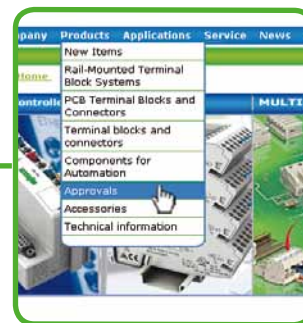 Products Applications Service News
New Items
Home
Rail-Mounted Terminal
Block Systems
PCB Terminal Blocks and
Connectors
MULTI
Terminal blocks and
connectors
Components for
Automation
Approvals
Accessories
Technical information